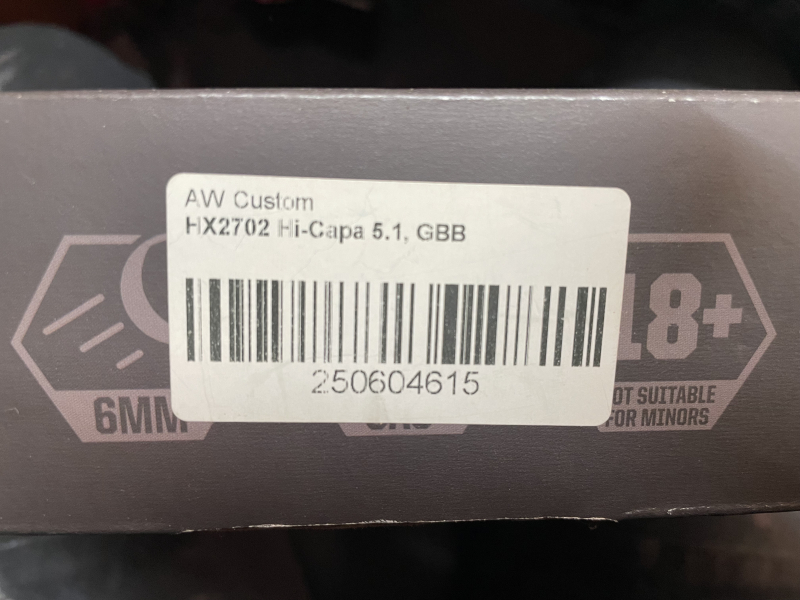 AW Custom
HX2702 Hi-Capa 5.1, GBB
250604615
6MM
18+
NOT SUITABLE
FOR MINORS